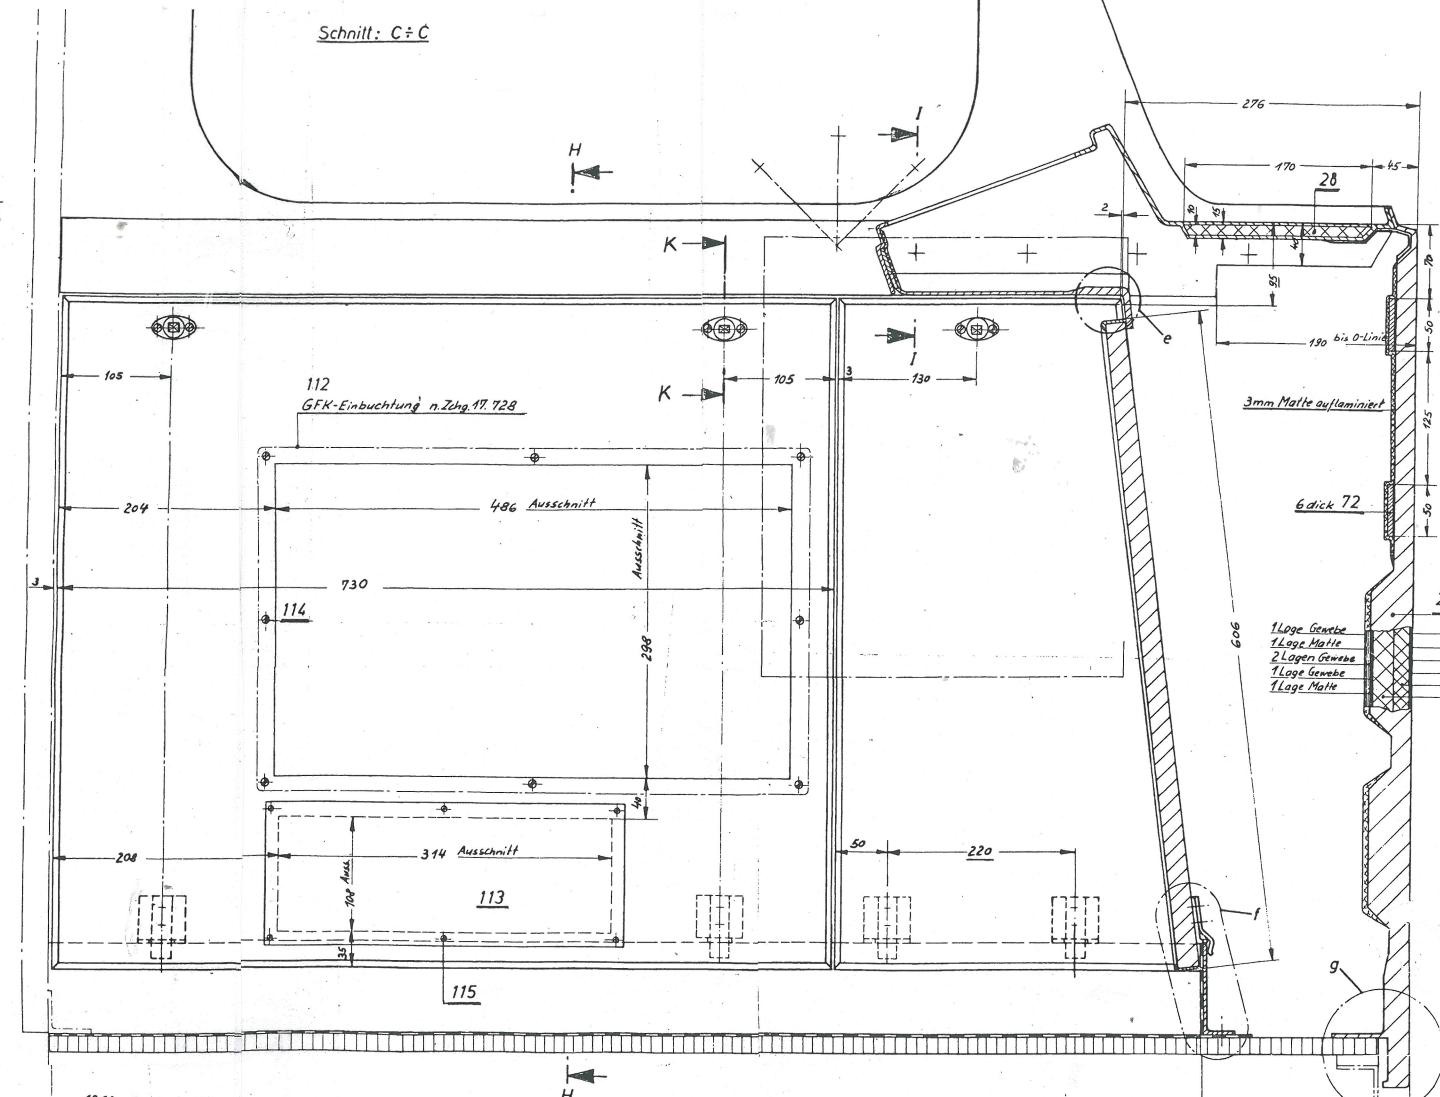 Schnitt: C÷C
276
I
H
170
45
28
2
10
15
40
K
95
70
e
I
190 bis 0-Linie
50
105
105
3
130
112
K
GFK-Einbuchtung n. Zchg. 17. 728
3mm Matte auflaminiert
125
204
486 Ausschnitt
6 dick 72
50
Ausschnitt
3
730
114
298
606
1 Lage Gewebe
1 Lage Matte
2 Lagen Gewebe
1 Lage Gewebe
1 Lage Matte
40
208
314 Ausschnitt
50
220
108 Auss.
113
f
35
115
g
H